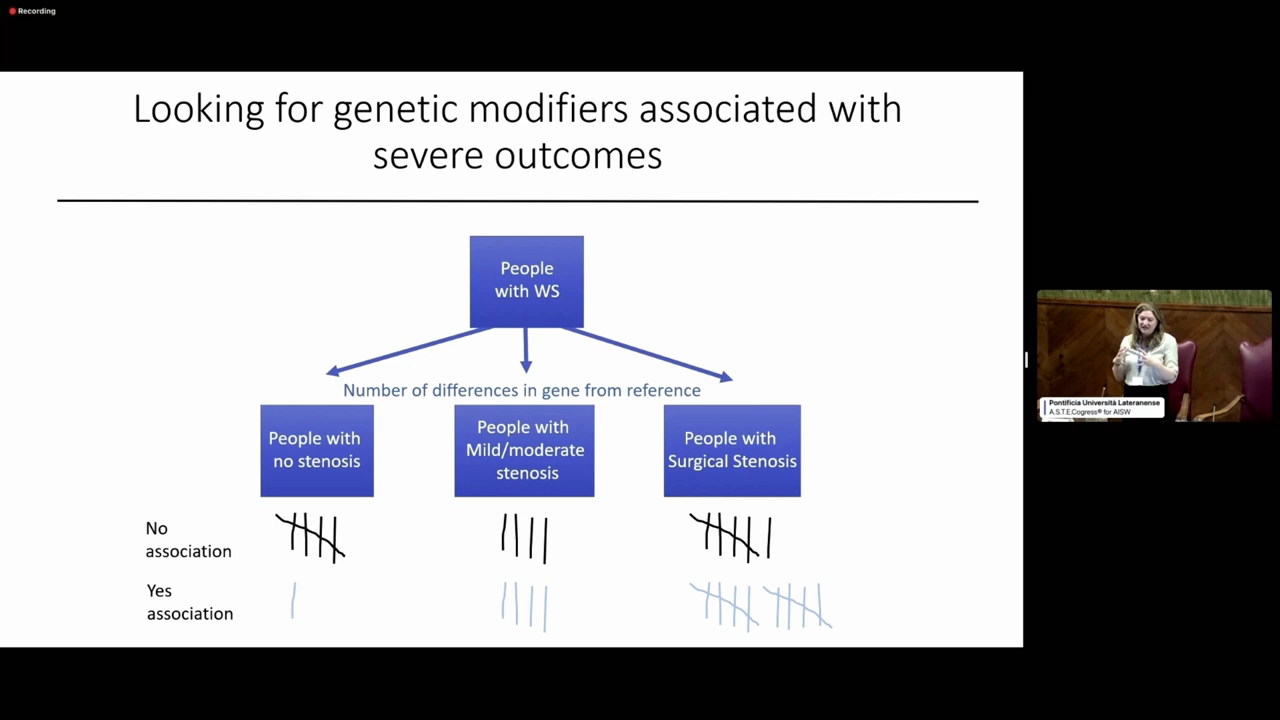 Recording
Looking for genetic modifiers associated with
severe outcomes
People
with WS
Number of differences in gene from reference
People with
no stenosis
People with
Mild/moderate
stenosis
People with
Surgical Stenosis
No
association
Yes
association
Pontificia Università Lateranense
A.S.T.E.Cogress® for AISW